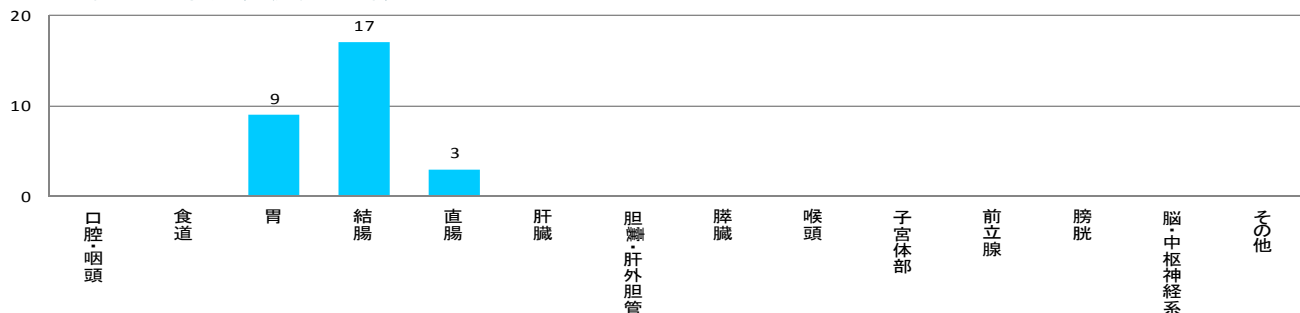 20
17
10
9
3
0
口腔・咽頭
食道
胃
結腸
直腸
肝臓
胆嚢・肝外胆管
膵臓
喉頭
子宮体部
前立腺
膀胱
脳・中枢神経系
その他